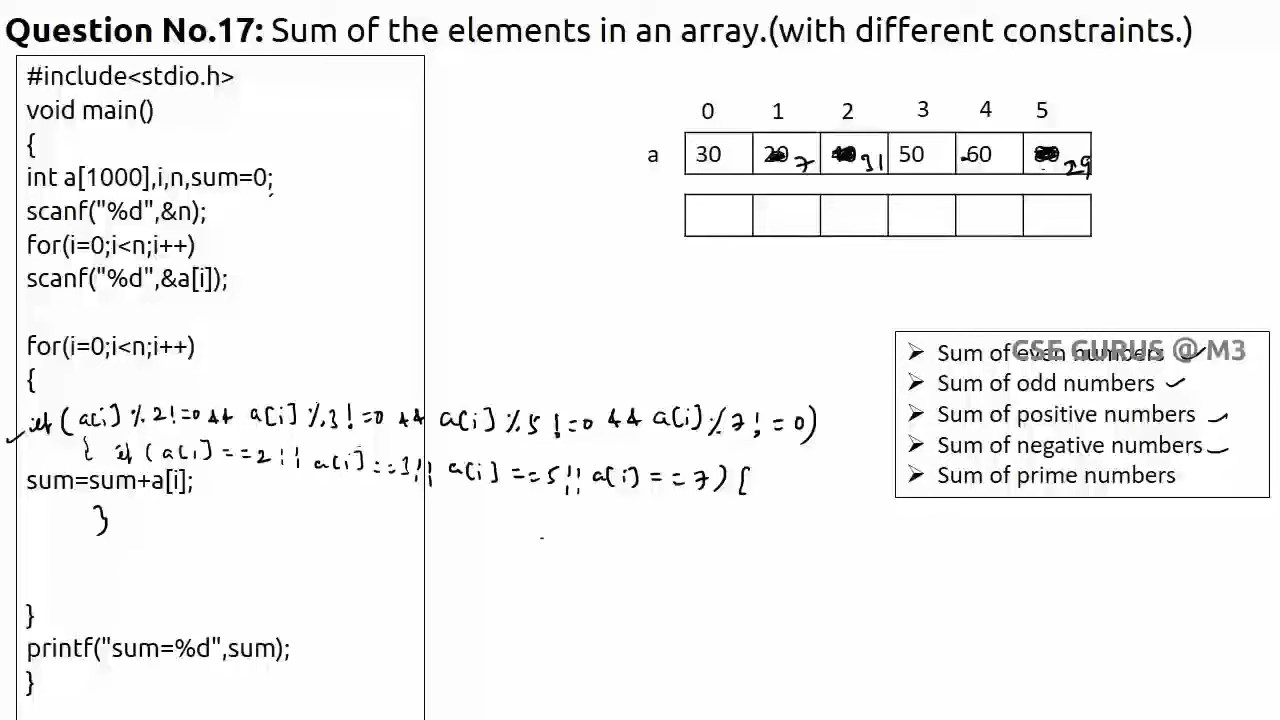 Question No.17: Sum of the elements in an array.(with different constraints.)
#include<stdio.h>
void main()
{
int a[1000],i,n,sum=0;
scanf("%d",&n);
for(i=0;i<n;i++)
scanf("%d",&a[i]);
for(i=0;i<n;i++)
{
if (a[i] % 2 != 0 && a[i] % 3 != 0 && a[i] % 5 != 0 && a[i] % 7 != 0)
{ if (a[i] == 2 || a[i] == 3 || a[i] == 5 || a[i] == 7) {
sum=sum+a[i];
}
}
printf("sum=%d",sum);
}
0 1 2 3 4 5
a 30 7 31 50 60 29
CSE GURUS @ M3
➢ Sum of even numbers
➢ Sum of odd numbers
➢ Sum of positive numbers
➢ Sum of negative numbers
➢ Sum of prime numbers